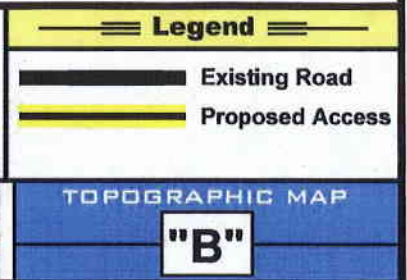 Legend
Existing Road
Proposed Access
TOPOGRAPHIC MAP
"B"